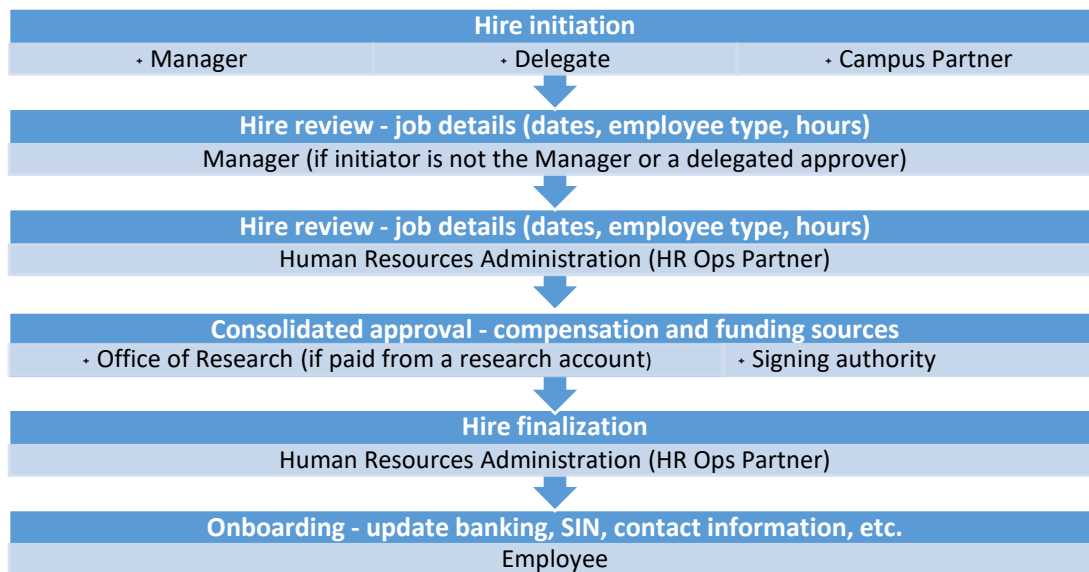 Hire initiation
+ Manager + Delegate + Campus Partner
Hire review - job details (dates, employee type, hours)
Manager (if initiator is not the Manager or a delegated approver)
Hire review - job details (dates, employee type, hours)
Human Resources Administration (HR Ops Partner)
Consolidated approval - compensation and funding sources
+ Office of Research (if paid from a research account) + Signing authority
Hire finalization
Human Resources Administration (HR Ops Partner)
Onboarding - update banking, SIN, contact information, etc.
Employee